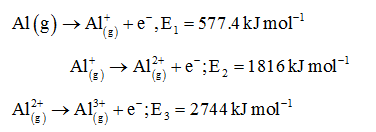 Al(g) → Al⁺(g) + e⁻, E₁ = 577.4 kJ mol⁻¹
Al⁺(g) → Al²⁺(g) + e⁻; E₂ = 1816 kJ mol⁻¹
Al²⁺(g) → Al³⁺(g) + e⁻; E₃ = 2744 kJ mol⁻¹